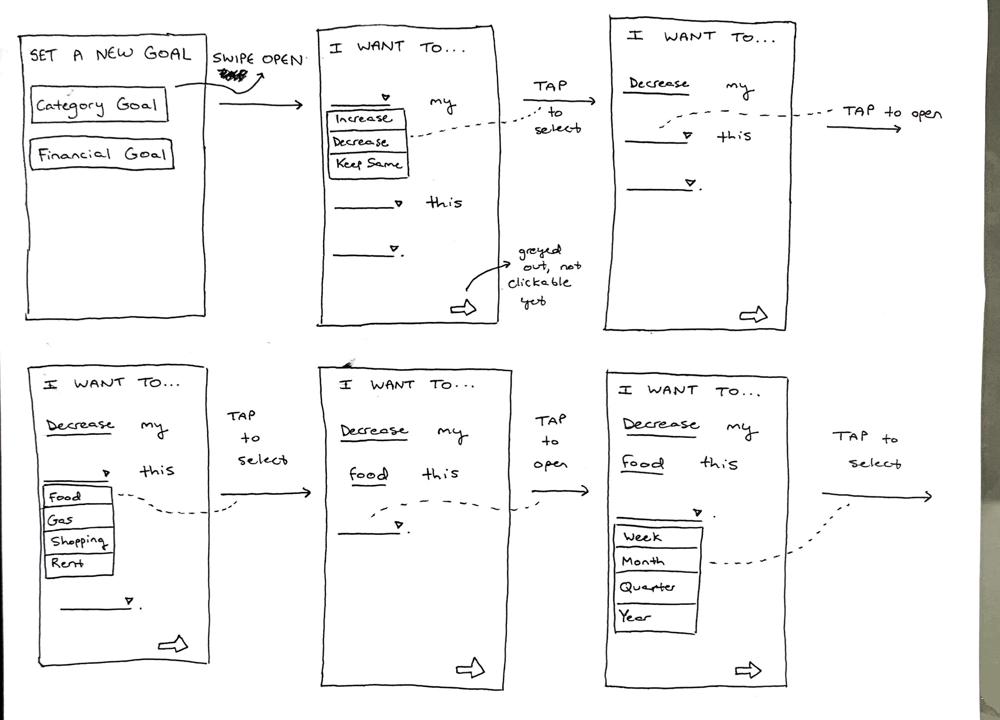 SET A NEW GOAL
Category Goal
Financial Goal
SWIPE OPEN
I WANT TO...
my
Increase
Decrease
Keep Same
this
.
greyed
out, not
clickable
yet
TAP
to
select
I WANT TO...
Decrease my
this
.
TAP to open
I WANT TO...
Decrease my
this
Food
Gas
Shopping
Rent
.
TAP
to
select
I WANT TO...
Decrease my
food this
.
TAP
to
open
I WANT TO...
Decrease my
food this
.
Week
Month
Quarter
Year
TAP to
select